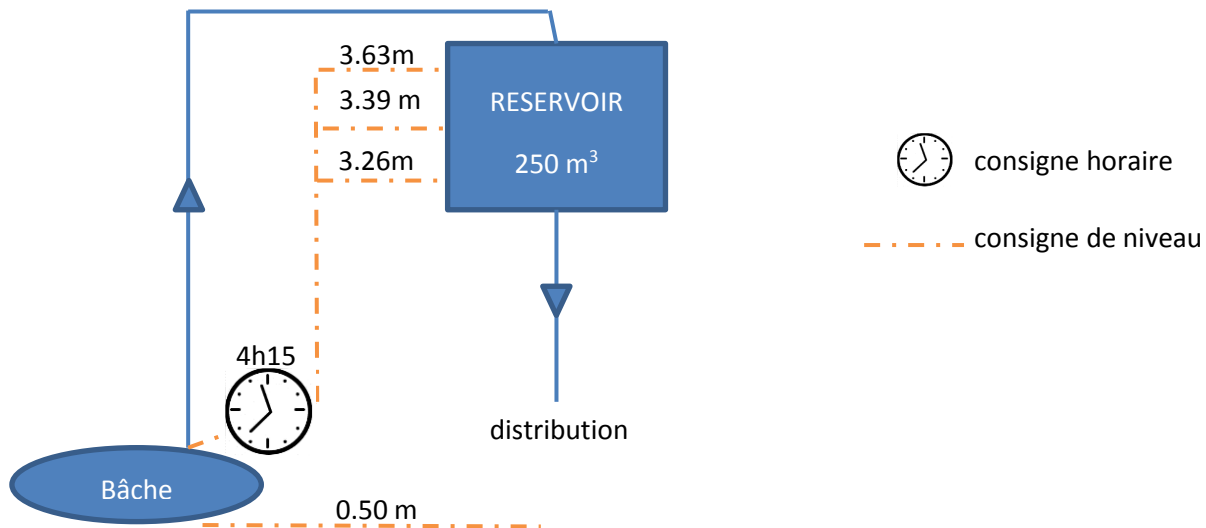 3.63m
3.39 m
3.26m
RESERVOIR
250 m³
consigne horaire
consigne de niveau
4h15
distribution
Bâche
0.50 m